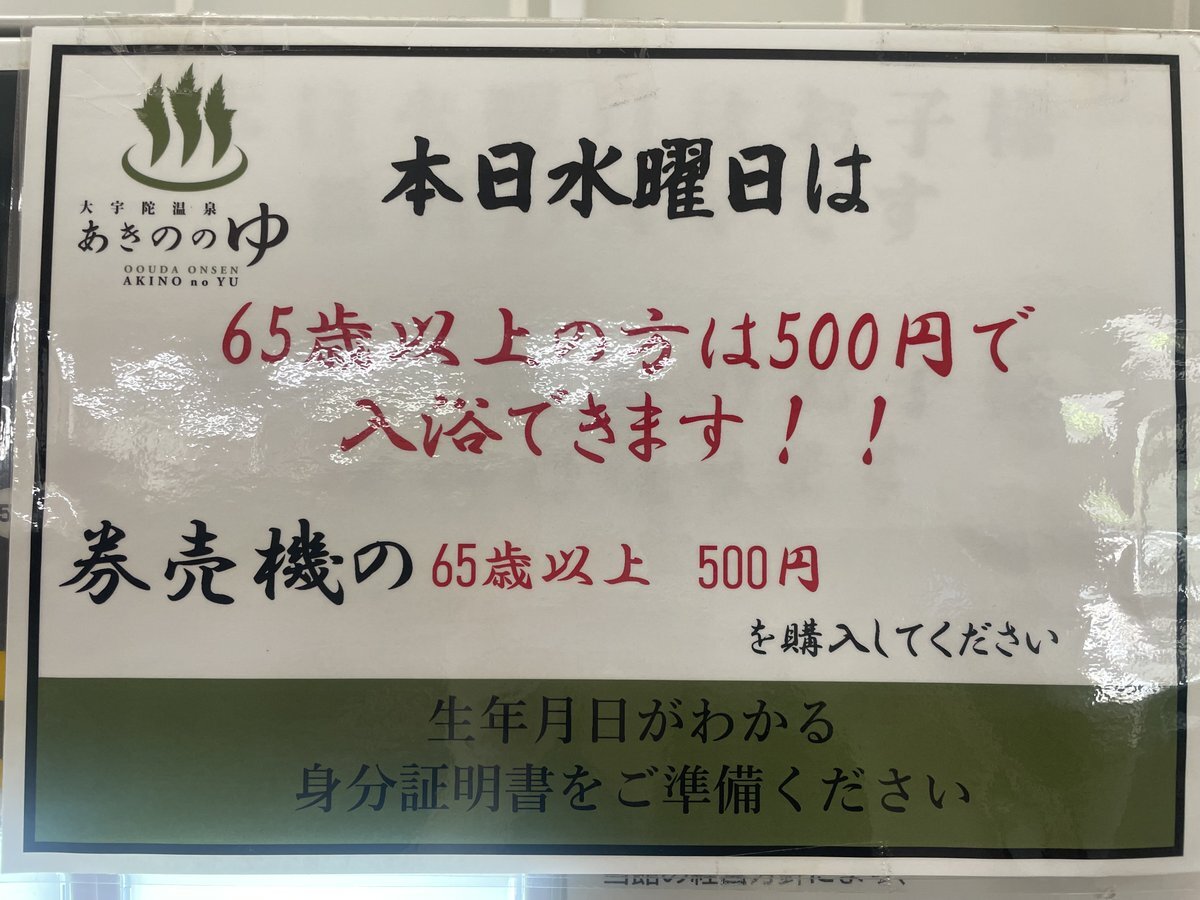 大宇陀温泉
あきののゆ
OOUDA ONSEN
AKINO no YU
本日水曜日は
65歳以上の方は500円で
入浴できます！！
券売機の 65歳以上 500円
を購入してください
生年月日がわかる
身分証明書をご準備ください